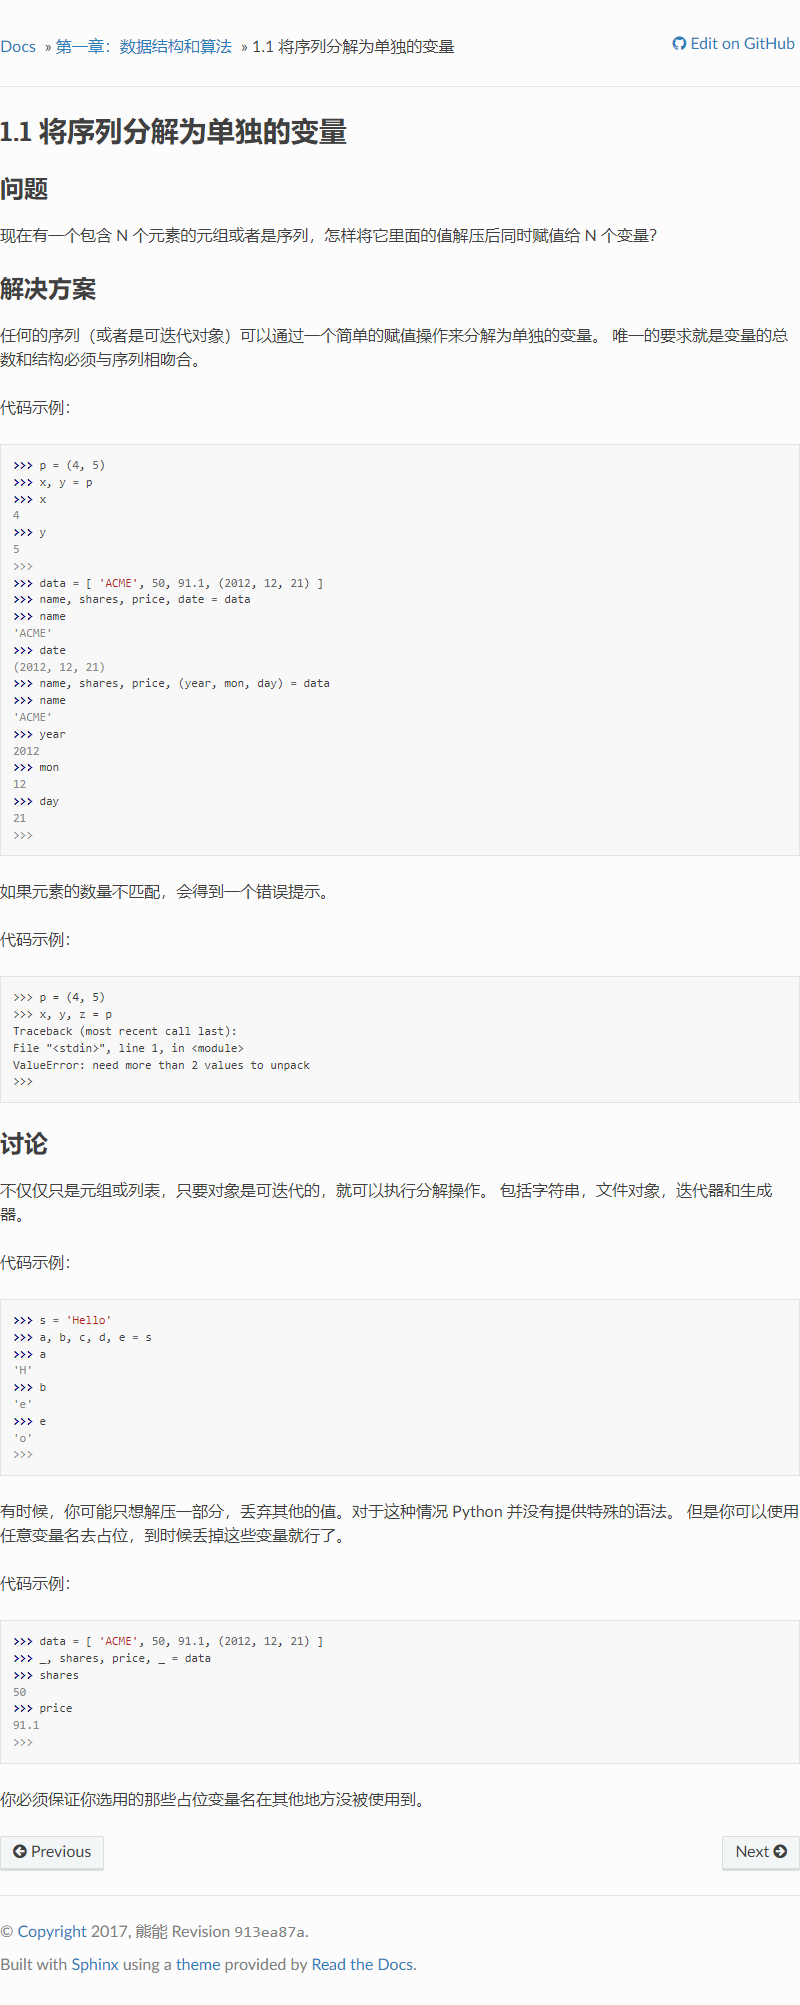 Docs » 第一章：数据结构和算法 » 1.1 将序列分解为单独的变量
Edit on GitHub
1.1 将序列分解为单独的变量
问题
现在有一个包含 N 个元素的元组或者是序列，怎样将它里面的值解压后同时赋值给 N 个变量？
解决方案
任何的序列（或者是可迭代对象）可以通过一个简单的赋值操作来分解为单独的变量。 唯一的要求就是变量的总
数和结构必须与序列相吻合。
代码示例：
>>> p = (4, 5)
>>> x, y = p
>>> x
4
>>> y
5
>>>
>>> data = [ 'ACME', 50, 91.1, (2012, 12, 21) ]
>>> name, shares, price, date = data
>>> name
'ACME'
>>> date
(2012, 12, 21)
>>> name, shares, price, (year, mon, day) = data
>>> name
'ACME'
>>> year
2012
>>> mon
12
>>> day
21
>>>
如果元素的数量不匹配，会得到一个错误提示。
代码示例：
>>> p = (4, 5)
>>> x, y, z = p
Traceback (most recent call last):
File "<stdin>", line 1, in <module>
ValueError: need more than 2 values to unpack
>>>
讨论
不仅仅只是元组或列表，只要对象是可迭代的，就可以执行分解操作。 包括字符串，文件对象，迭代器和生成
器。
代码示例：
>>> s = 'Hello'
>>> a, b, c, d, e = s
>>> a
'H'
>>> b
'e'
>>> e
'o'
>>>
有时候，你可能只想解压一部分，丢弃其他的值。对于这种情况 Python 并没有提供特殊的语法。 但是你可以使用
任意变量名去占位，到时候丢掉这些变量就行了。
代码示例：
>>> data = [ 'ACME', 50, 91.1, (2012, 12, 21) ]
>>> _, shares, price, _ = data
>>> shares
50
>>> price
91.1
>>>
你必须保证你选用的那些占位变量名在其他地方没被使用到。
Previous
Next
© Copyright 2017, 熊能 Revision 913ea87a.
Built with Sphinx using a theme provided by Read the Docs.